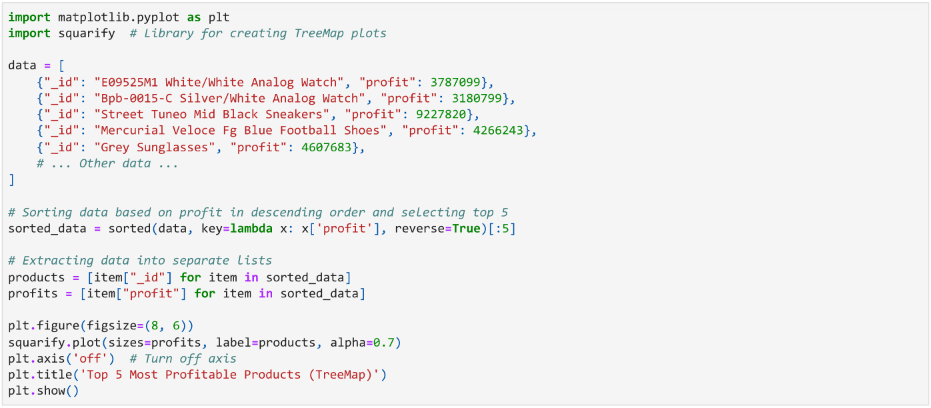 import matplotlib.pyplot as plt
import squarify  # Library for creating TreeMap plots

data = [
    {"_id": "E09525M1 White/White Analog Watch", "profit": 3787099},
    {"_id": "Bpb-0015-C Silver/White Analog Watch", "profit": 3180799},
    {"_id": "Street Tuneo Mid Black Sneakers", "profit": 9227820},
    {"_id": "Mercurial Veloce Fg Blue Football Shoes", "profit": 4266243},
    {"_id": "Grey Sunglasses", "profit": 4607683},
    # ... Other data ...
]

# Sorting data based on profit in descending order and selecting top 5
sorted_data = sorted(data, key=lambda x: x['profit'], reverse=True)[:5]

# Extracting data into separate lists
products = [item["_id"] for item in sorted_data]
profits = [item["profit"] for item in sorted_data]

plt.figure(figsize=(8, 6))
squarify.plot(sizes=profits, label=products, alpha=0.7)
plt.axis('off')  # Turn off axis
plt.title('Top 5 Most Profitable Products (TreeMap)')
plt.show()